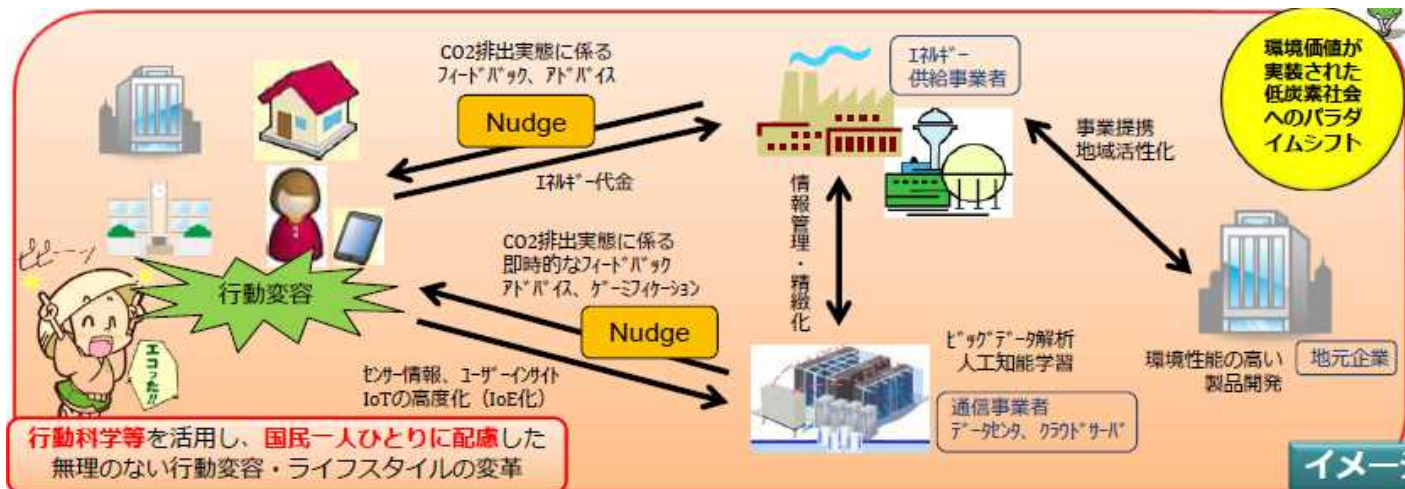 CO2排出実態に係る
ﾌｨｰﾄﾞﾊﾞｯｸ、ｱﾄﾞﾊﾞｲｽ
Nudge
ｴﾈﾙｷﾞｰ代金
ｴﾈﾙｷﾞｰ
供給事業者
事業提携
地域活性化
環境価値が
実装された
低炭素社会
へのパラダ
イムシフト
情報管理・精緻化
CO2排出実態に係る
即時的なﾌｨｰﾄﾞﾊﾞｯｸ
ｱﾄﾞﾊﾞｲｽ、ｹﾞｰﾐﾌｨｹｰｼｮﾝ
Nudge
行動変容
エコった!!
ｾﾝｻｰ情報、ﾕｰｻﾞｰｲﾝｻｲﾄ
IoTの高度化（IoE化）
ﾋﾞｯｸﾞﾃﾞｰﾀ解析
人工知能学習
通信事業者
ﾃﾞｰﾀｾﾝﾀ、ｸﾗｳﾄﾞｻｰﾊﾞ
環境性能の高い
製品開発
地元企業
行動科学等を活用し、国民一人ひとりに配慮した
無理のない行動変容・ライフスタイルの変革
イメー